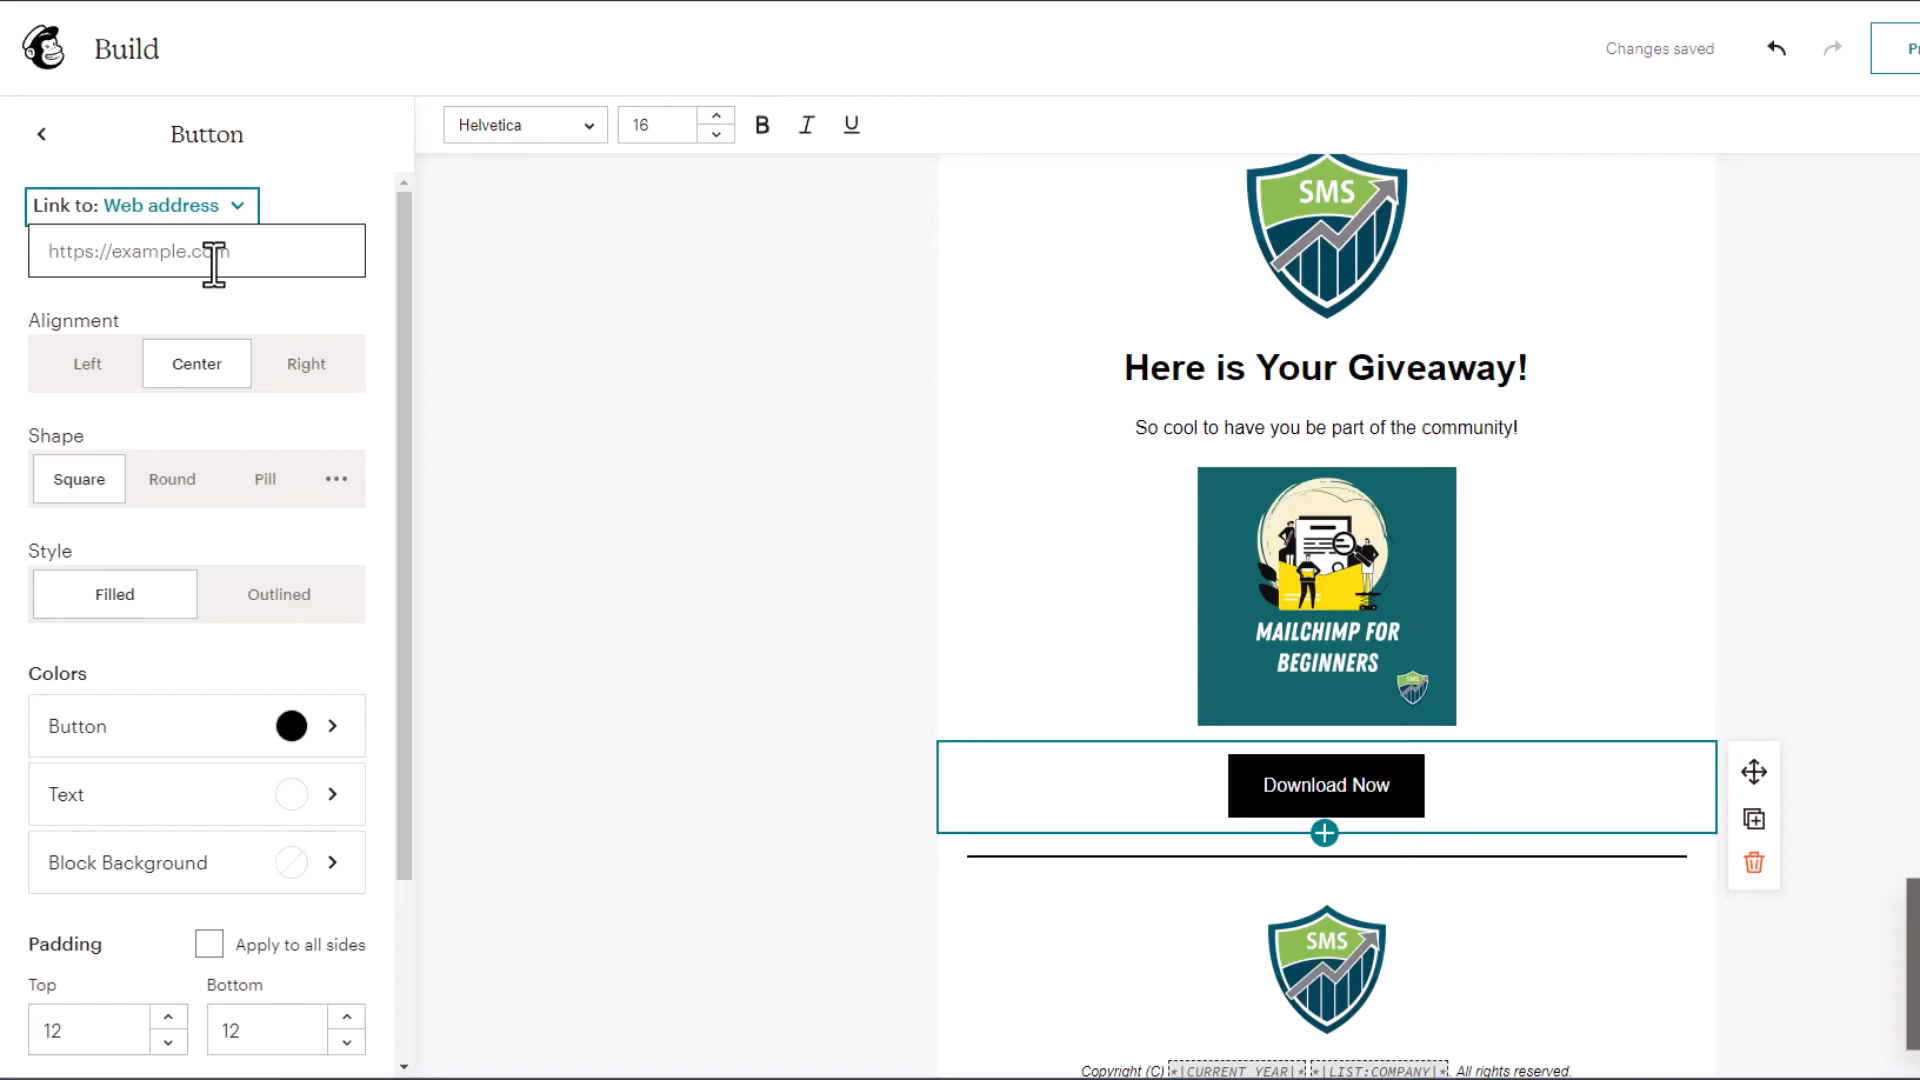 Build
Changes saved
Button
Helvetica
16
B I U
Link to: Web address
https://example.com
Alignment
Left Center Right
Shape
Square Round Pill
Style
Filled Outlined
Colors
Button
Text
Block Background
Padding
Apply to all sides
Top Bottom
12 12
SMS
Here is Your Giveaway!
So cool to have you be part of the community!
MAILCHIMP FOR
BEGINNERS
SMS
Download Now
SMS
Copyright (C) *|CURRENT_YEAR|* *|LIST:COMPANY|*. All rights reserved.